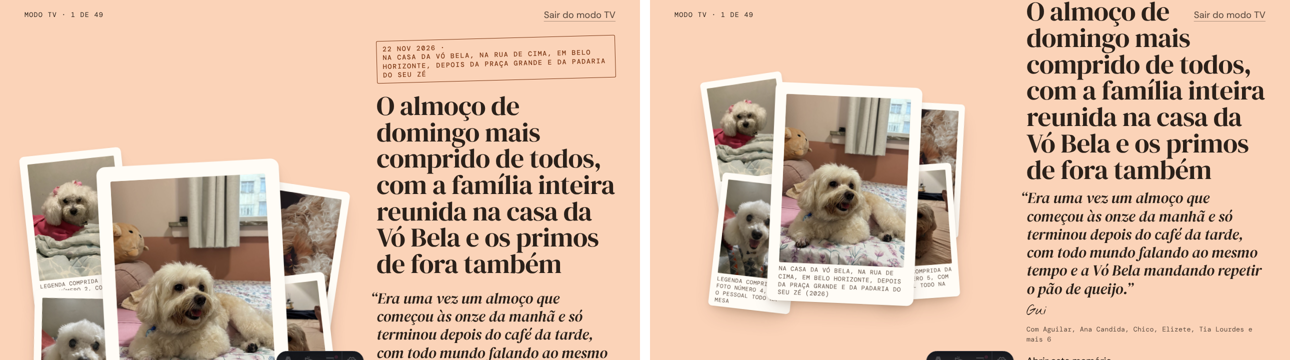 MODO TV · 1 DE 49
Sair do modo TV
22 NOV 2026 ·
NA CASA DA VÓ BELA, NA RUA DE CIMA, EM BELO
HORIZONTE, DEPOIS DA PRAÇA GRANDE E DA PADARIA
DO SEU ZÉ
O almoço de
domingo mais
comprido de todos,
com a família inteira
reunida na casa da
Vó Bela e os primos
de fora também
“Era uma vez um almoço que
começou às onze da manhã e só
terminou depois do café da tarde,
com todo mundo falando ao mesmo
LEGENDA COMPRIDA
MODO TV · 1 DE 49
Sair do modo TV
O almoço de
domingo mais
comprido de todos,
com a família inteira
reunida na casa da
Vó Bela e os primos
de fora também
“Era uma vez um almoço que
começou às onze da manhã e só
terminou depois do café da tarde,
com todo mundo falando ao mesmo
tempo e a Vó Bela mandando repetir
o pão de queijo.”
Gui
Com Aguilar, Ana Candida, Chico, Elizete, Tia Lourdes e
mais 6
NA CASA DA VÓ BELA, NA RUA DE
CIMA, EM BELO HORIZONTE, DEPOIS
DA PRAÇA GRANDE E DA PADARIA DO
SEU ZÉ (2026)
LEGENDA
FOTO NÚMERO 4,
O PESSOAL TODO
MESA